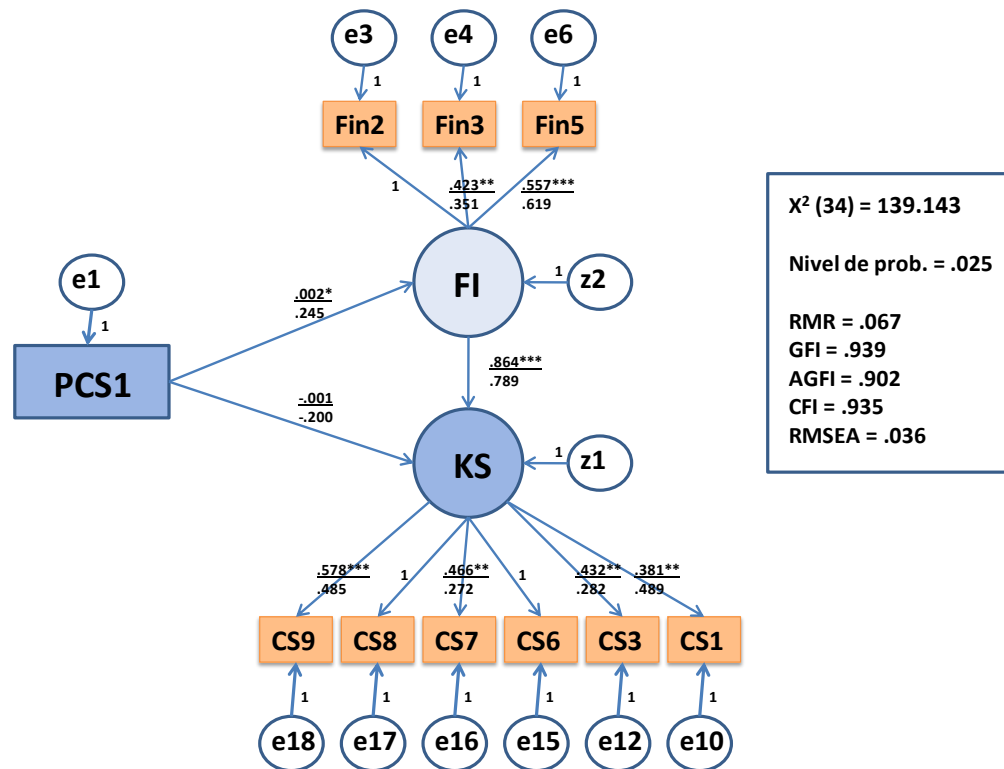 e3 e4 e6
1 1 1
Fin2 Fin3 Fin5
1 .423** .557***
.351 .619
X² (34) = 139.143
Nivel de prob. = .025
RMR = .067
GFI = .939
AGFI = .902
CFI = .935
RMSEA = .036
e1
1
FI
1
z2
.002*
.245
PCS1
.864***
.789
-.001
-.200
KS
1
z1
.578*** 1 .466** 1 .432** .381**
.485 .272 .282 .489
CS9 CS8 CS7 CS6 CS3 CS1
1 1 1 1 1 1
e18 e17 e16 e15 e12 e10